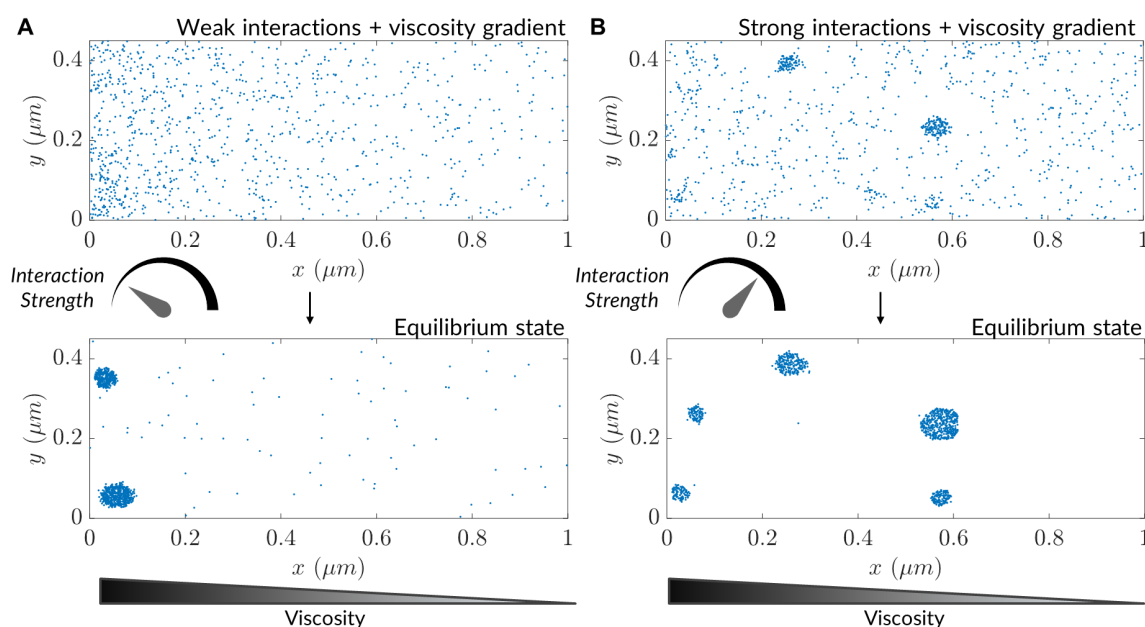 A
Weak interactions + viscosity gradient
0.4
0.2
0
y (μm)
0 0.2 0.4 0.6 0.8 1
x (μm)
Interaction
Strength
Equilibrium state
0.4
0.2
0
y (μm)
0 0.2 0.4 0.6 0.8 1
x (μm)
Viscosity
B
Strong interactions + viscosity gradient
0.4
0.2
0
y (μm)
0 0.2 0.4 0.6 0.8 1
x (μm)
Interaction
Strength
Equilibrium state
0.4
0.2
0
y (μm)
0 0.2 0.4 0.6 0.8 1
x (μm)
Viscosity